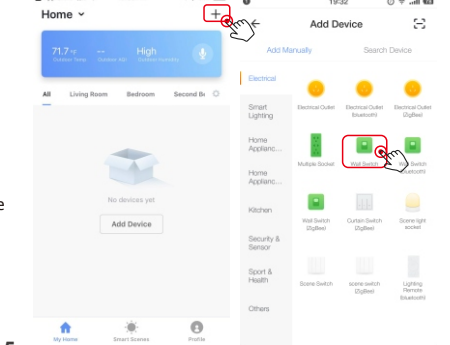 Home
71.7 °F
--
High
All
Living Room
Bedroom
No devices yet
Add Device
My Home
Smart Scenes
Profile
19:32
Add Device
Add Manually
Search Device
Electrical
Smart
Lighting
Home
Applianc...
Home
Applianc...
Kitchen
Security &
Sensor
Sport &
Health
Others
Electrical Outlet
Electrical Outlet
(bluetooth)
Electrical Outlet
(ZigBee)
Multiple Socket
Wall Switch
Wall Switch
(bluetooth)
Wall Switch
(ZigBee)
Curtain Switch
(ZigBee)
Scene light
socket
Scene Switch
scene switch
(ZigBee)
Lighting
Remote
(bluetooth)